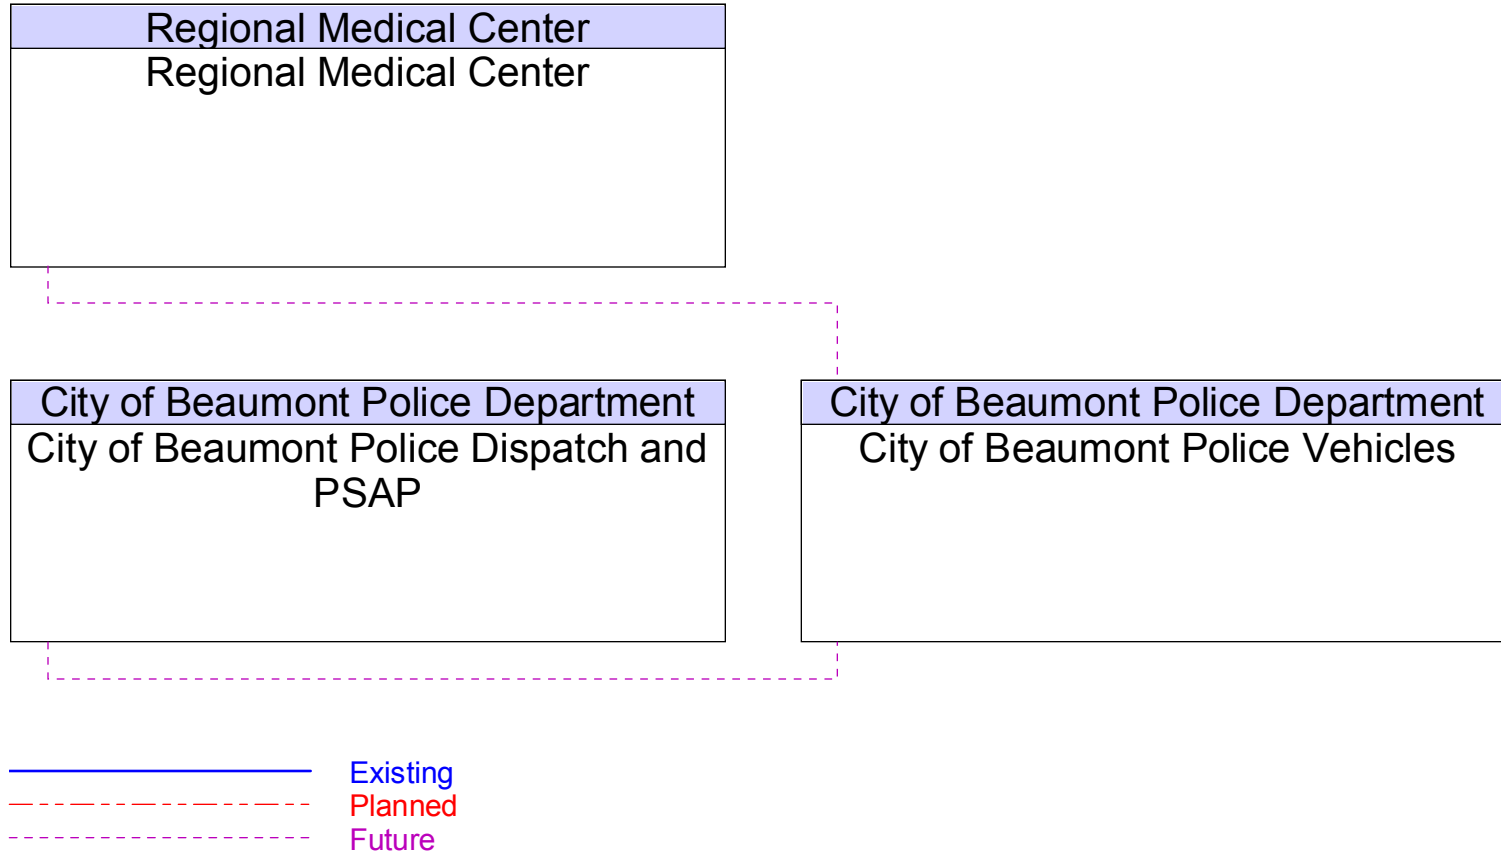 Regional Medical Center
Regional Medical Center
City of Beaumont Police Department
City of Beaumont Police Dispatch and
PSAP
City of Beaumont Police Department
City of Beaumont Police Vehicles
Existing
Planned
Future